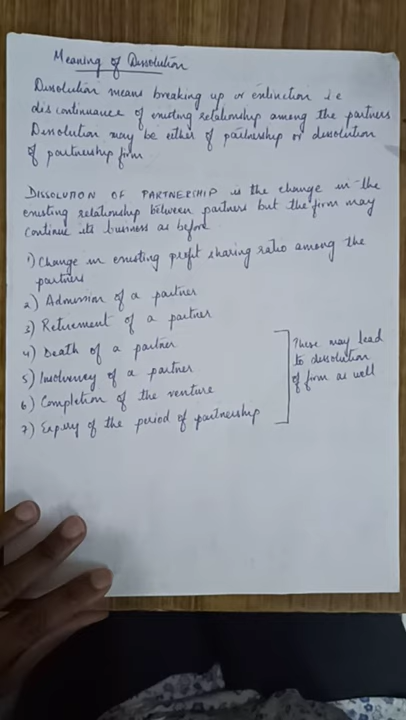 Meaning of Dissolution
Dissolution means breaking up or extinction i.e
discontinuance of existing relationship among the partners
Dissolution may be either of partnership or dissolution
of partnership firm
DISSOLUTION OF PARTNERSHIP is the change in the
existing relationship between partners but the firm may
continue its business as before
1) Change in existing profit sharing ratio among the
partners
2) Admission of a partner
3) Retirement of a partner
4) Death of a partner
5) Insolvency of a partner
6) Completion of the venture
7) Expiry of the period of partnership
These may lead
to dissolution
of firm as well